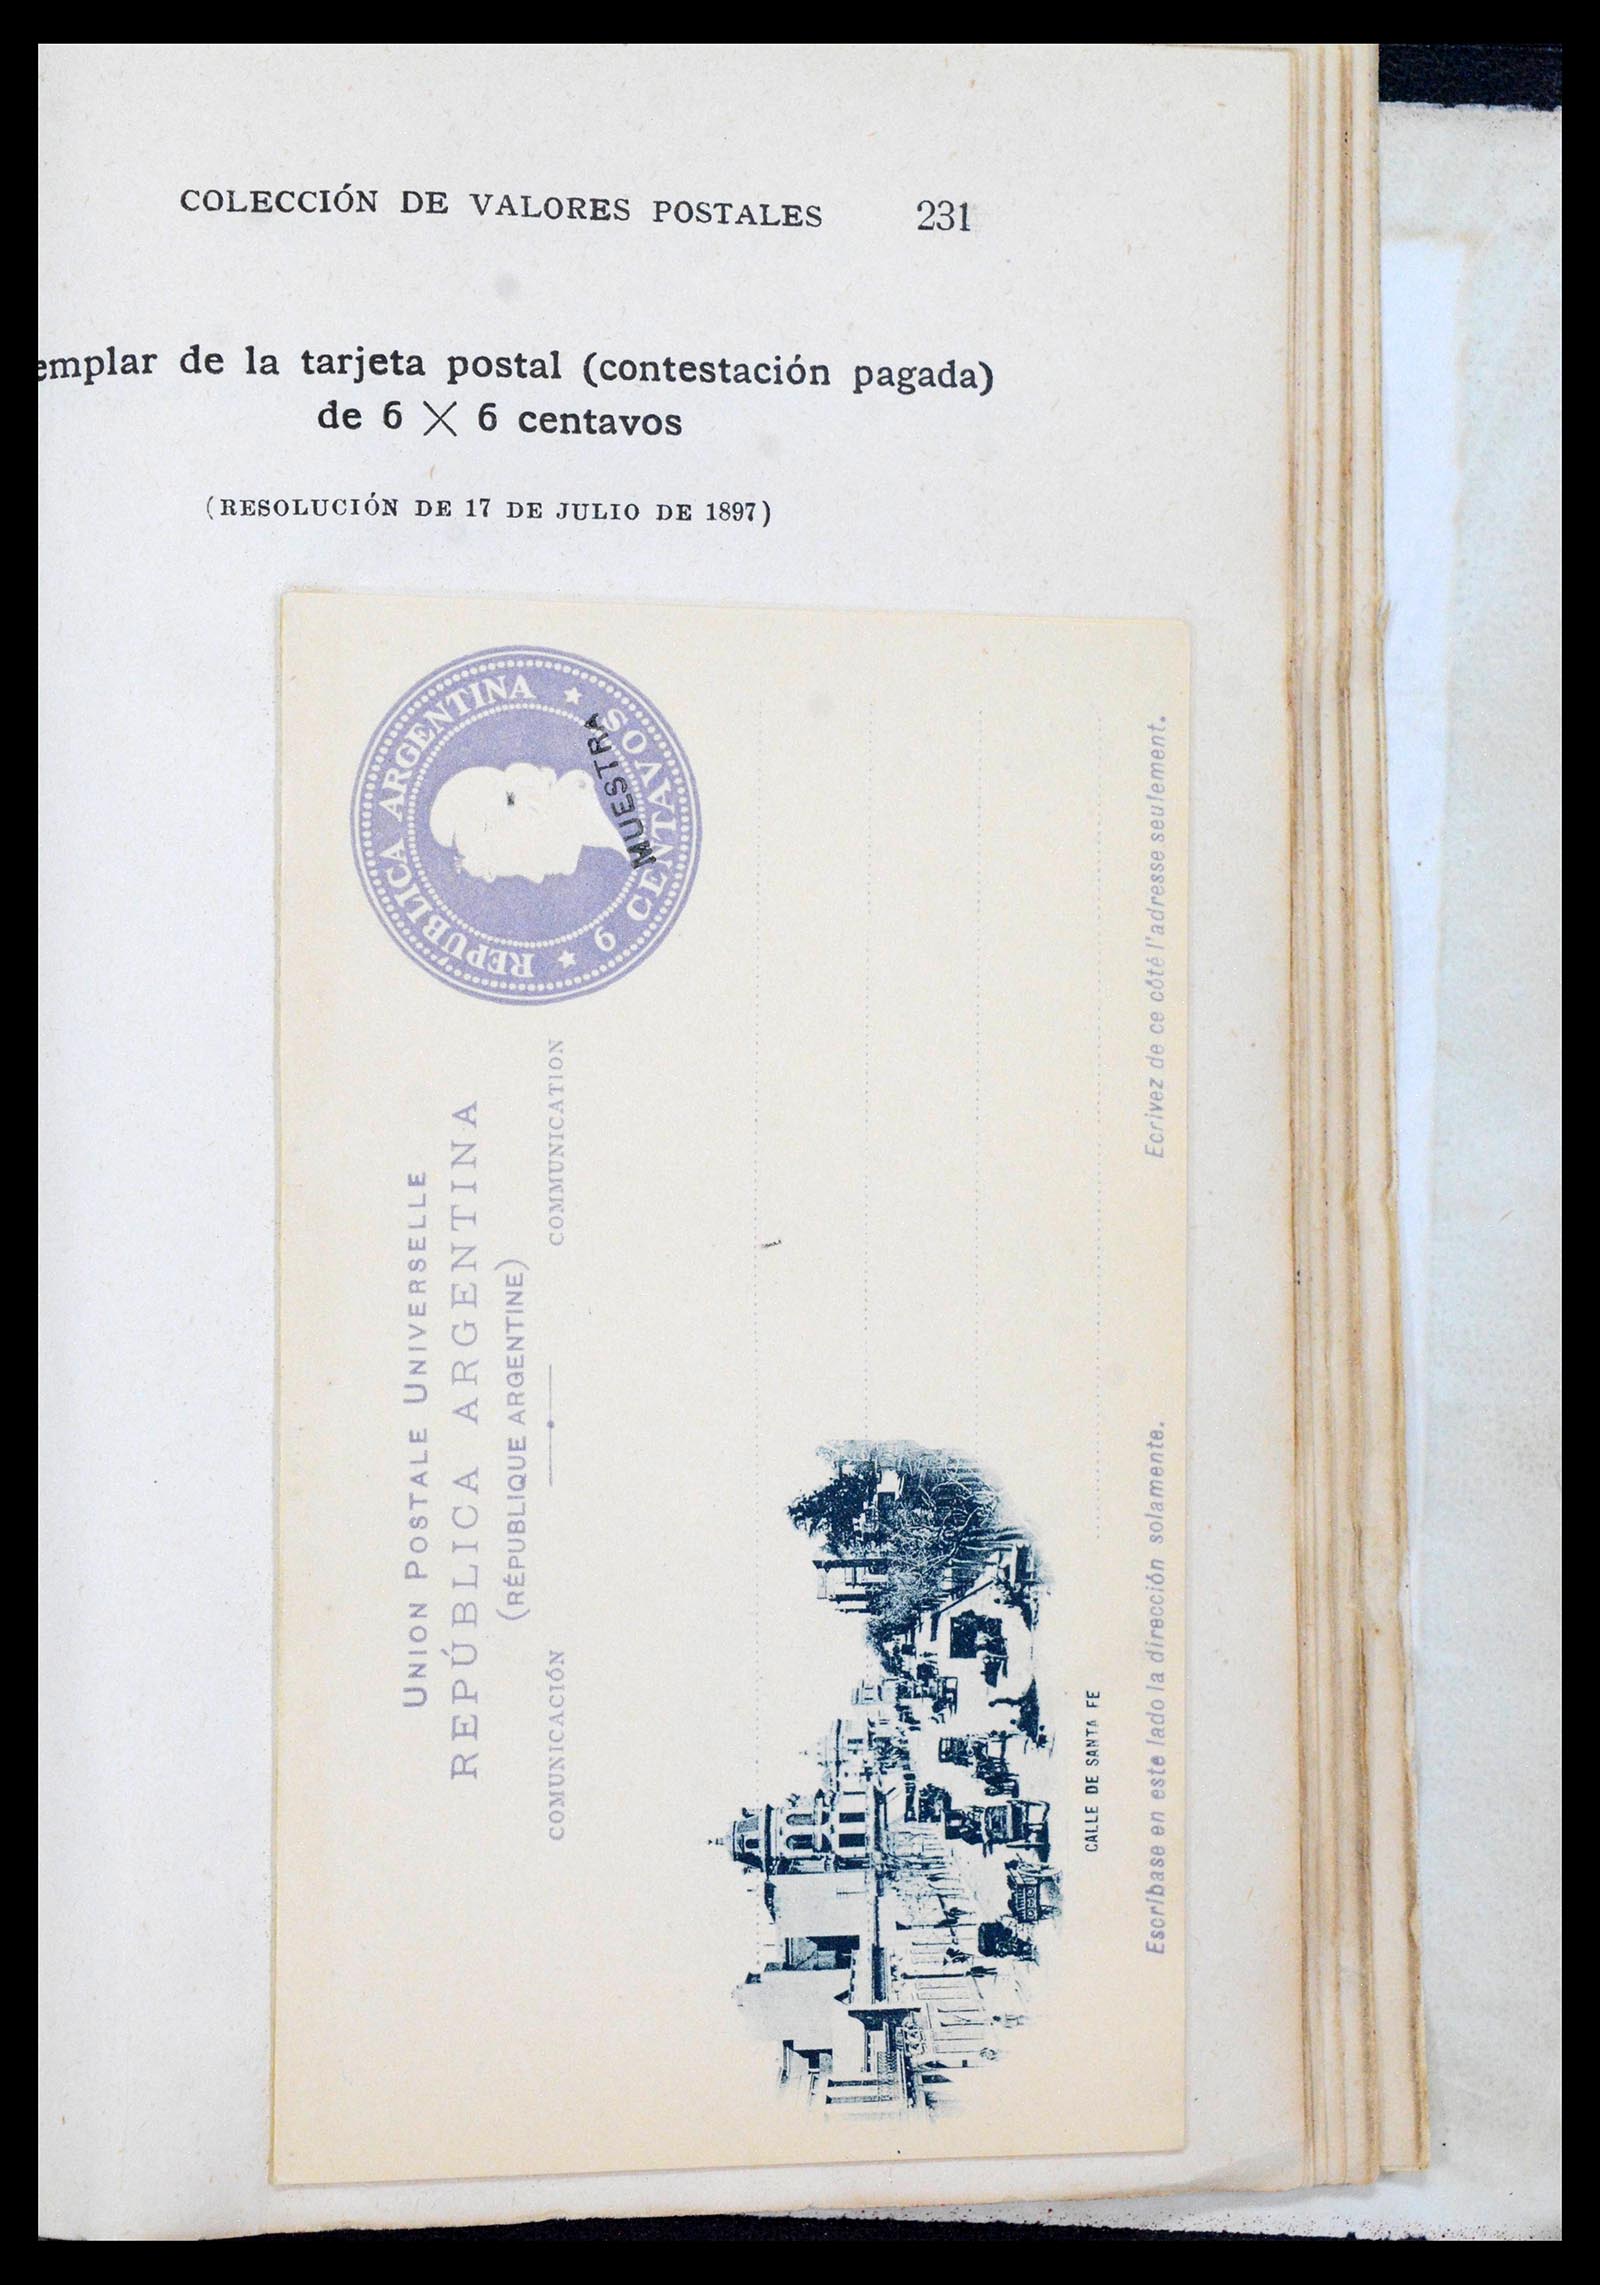 COLECCIÓN DE VALORES POSTALES 231
emplar de la tarjeta postal (contestación pagada)
de 6 X 6 centavos
(RESOLUCIÓN DE 17 DE JULIO DE 1897)
UNION POSTALE UNIVERSELLE
REPÚBLICA ARGENTINA
(RÉPUBLIQUE ARGENTINE)
COMUNICACIÓN COMMUNICATION
REPUBLICA ARGENTINA
6 CENTAVOS
MUESTRA
CALLE DE SANTA FE
Escríbase en este lado la dirección solamente. Ecrivez de ce côté l'adresse seulement.